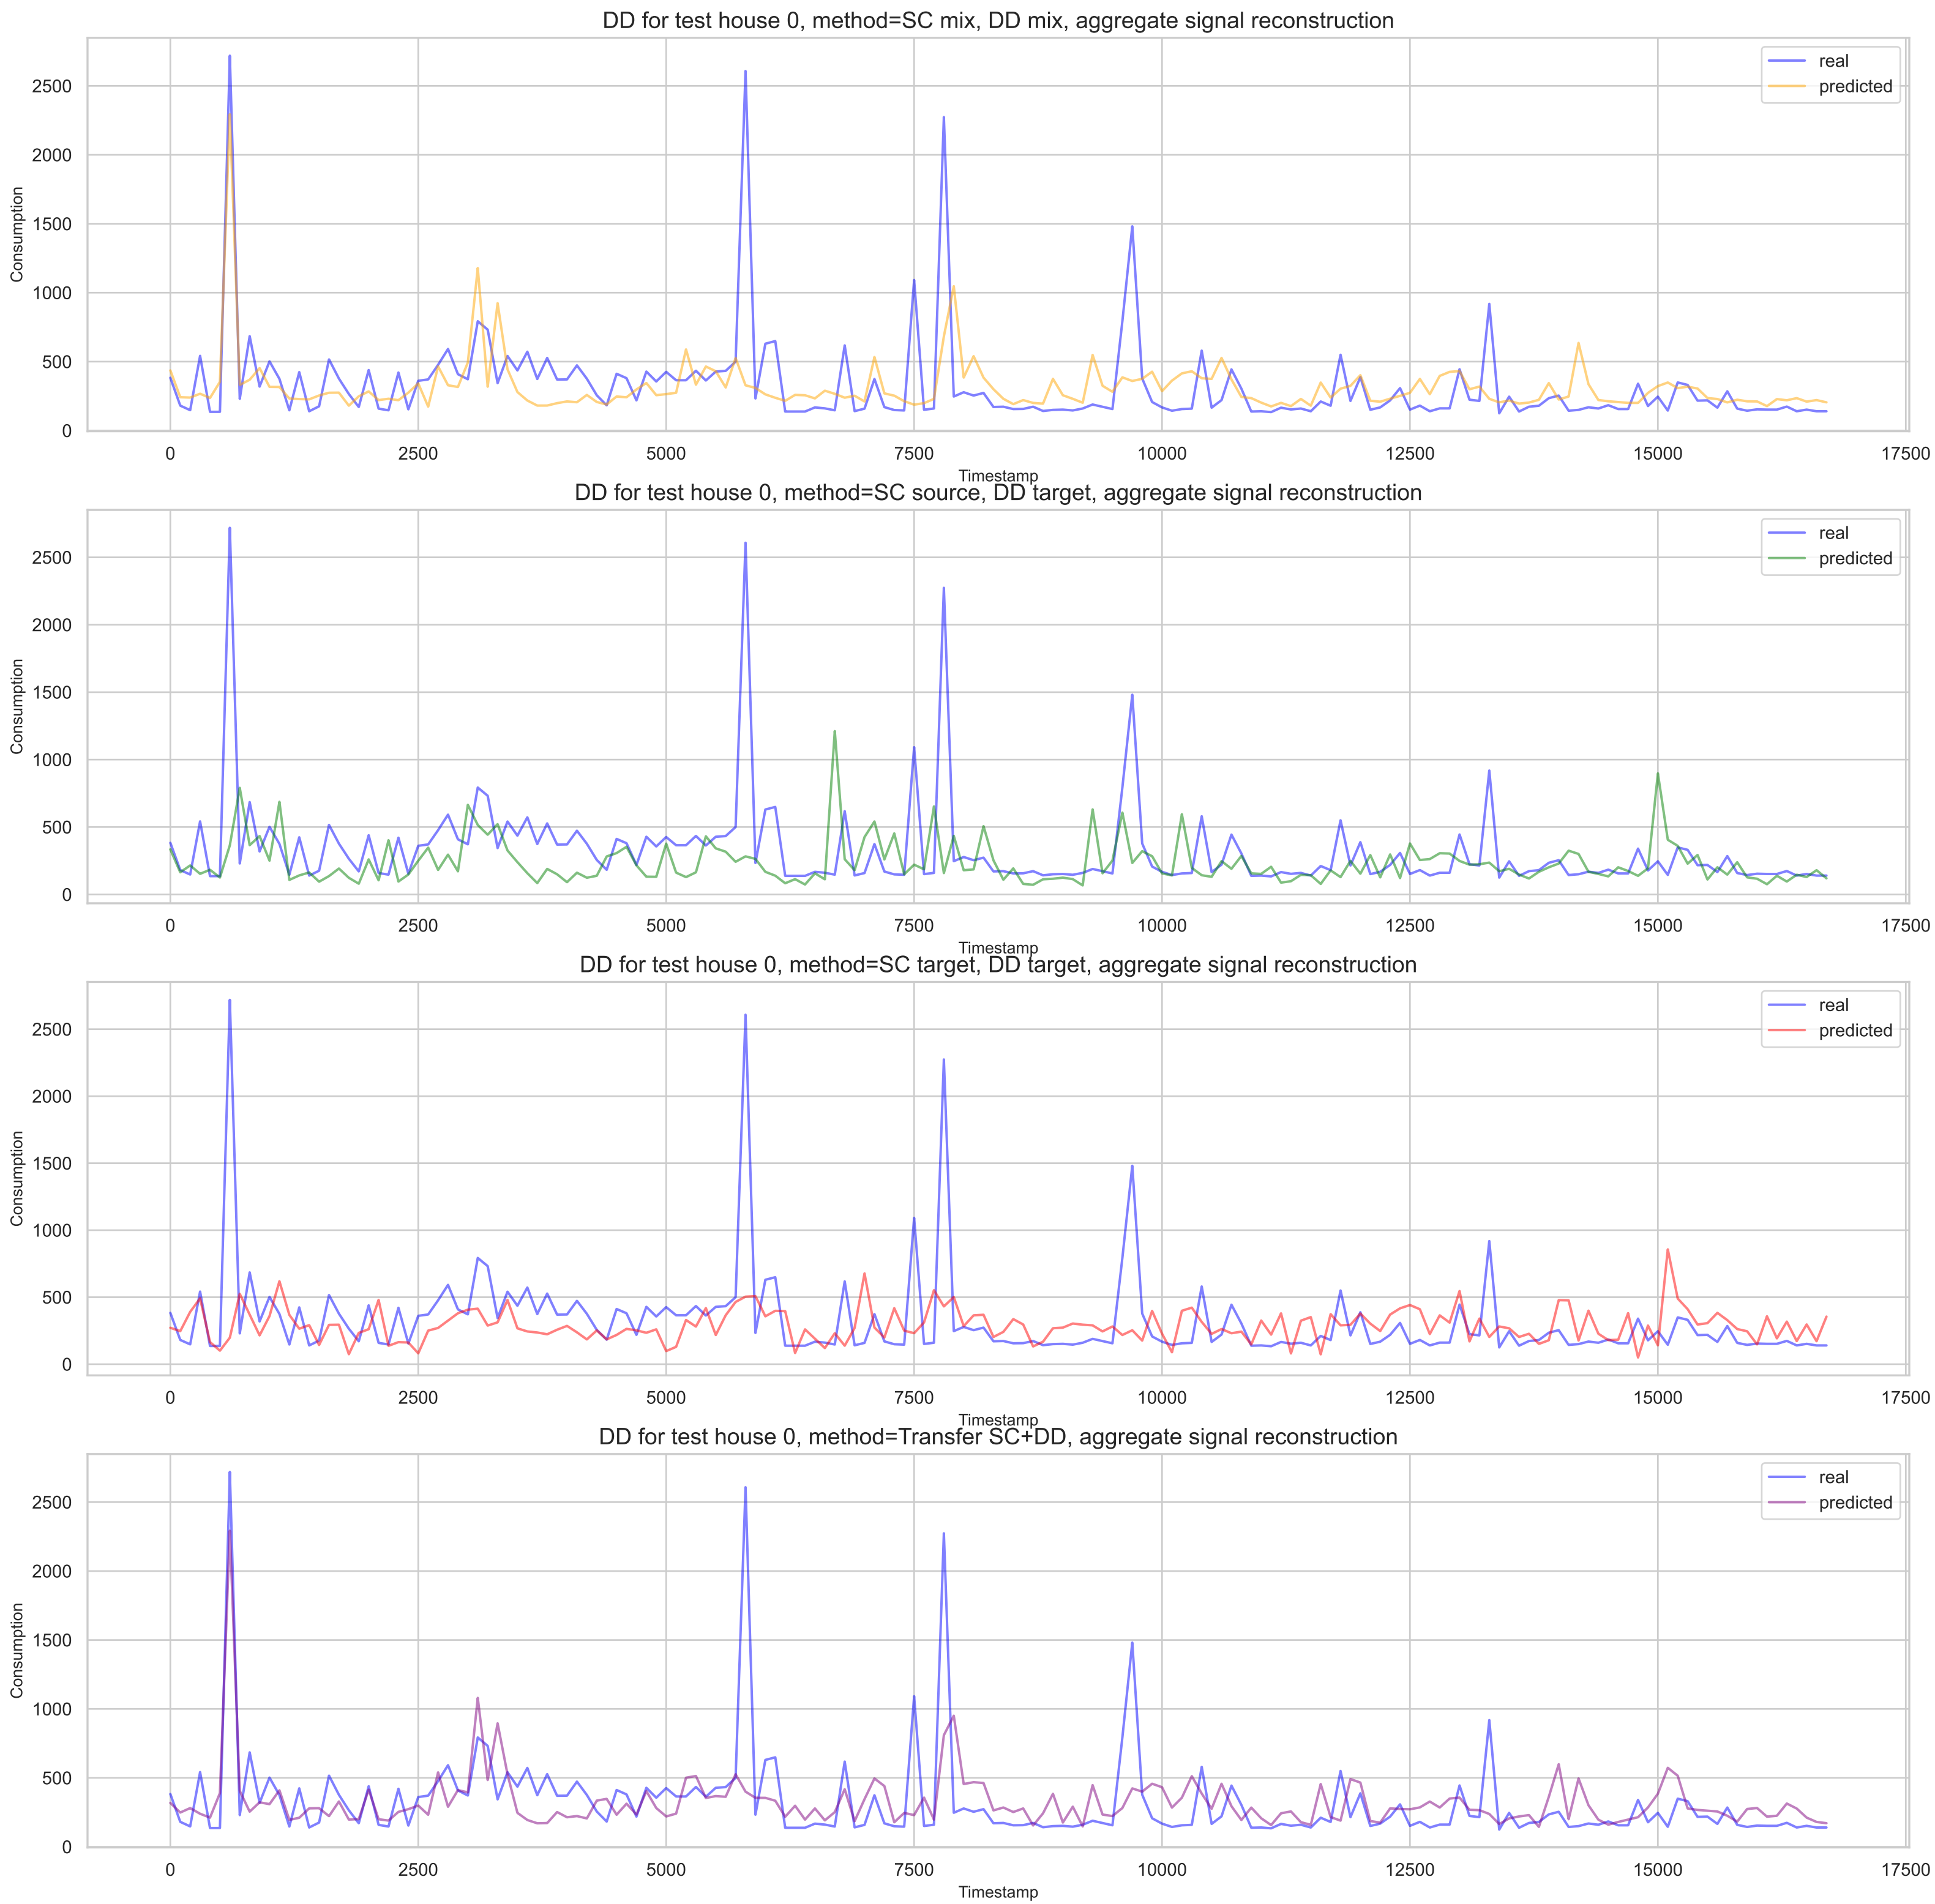 DD for test house 0, method=SC mix, DD mix, aggregate signal reconstruction
real
predicted
Consumption
2500
2000
1500
1000
500
0
0 2500 5000 7500 10000 12500 15000 17500
Timestamp
DD for test house 0, method=SC source, DD target, aggregate signal reconstruction
real
predicted
Consumption
2500
2000
1500
1000
500
0
0 2500 5000 7500 10000 12500 15000 17500
Timestamp
DD for test house 0, method=SC target, DD target, aggregate signal reconstruction
real
predicted
Consumption
2500
2000
1500
1000
500
0
0 2500 5000 7500 10000 12500 15000 17500
Timestamp
DD for test house 0, method=Transfer SC+DD, aggregate signal reconstruction
real
predicted
Consumption
2500
2000
1500
1000
500
0
0 2500 5000 7500 10000 12500 15000 17500
Timestamp